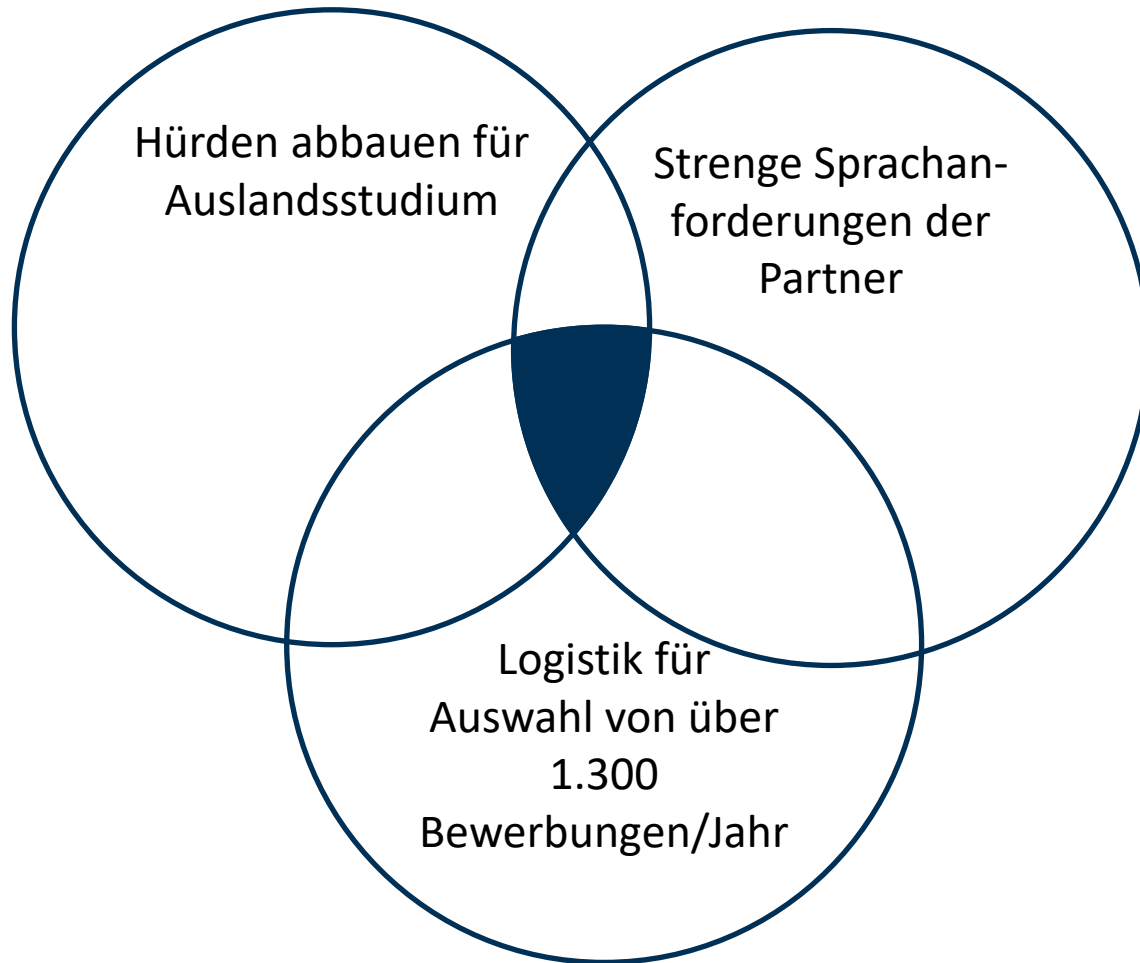 Hürden abbauen für
Auslandsstudium
Strenge Sprachan-
forderungen der
Partner
Logistik für
Auswahl von über
1.300
Bewerbungen/Jahr